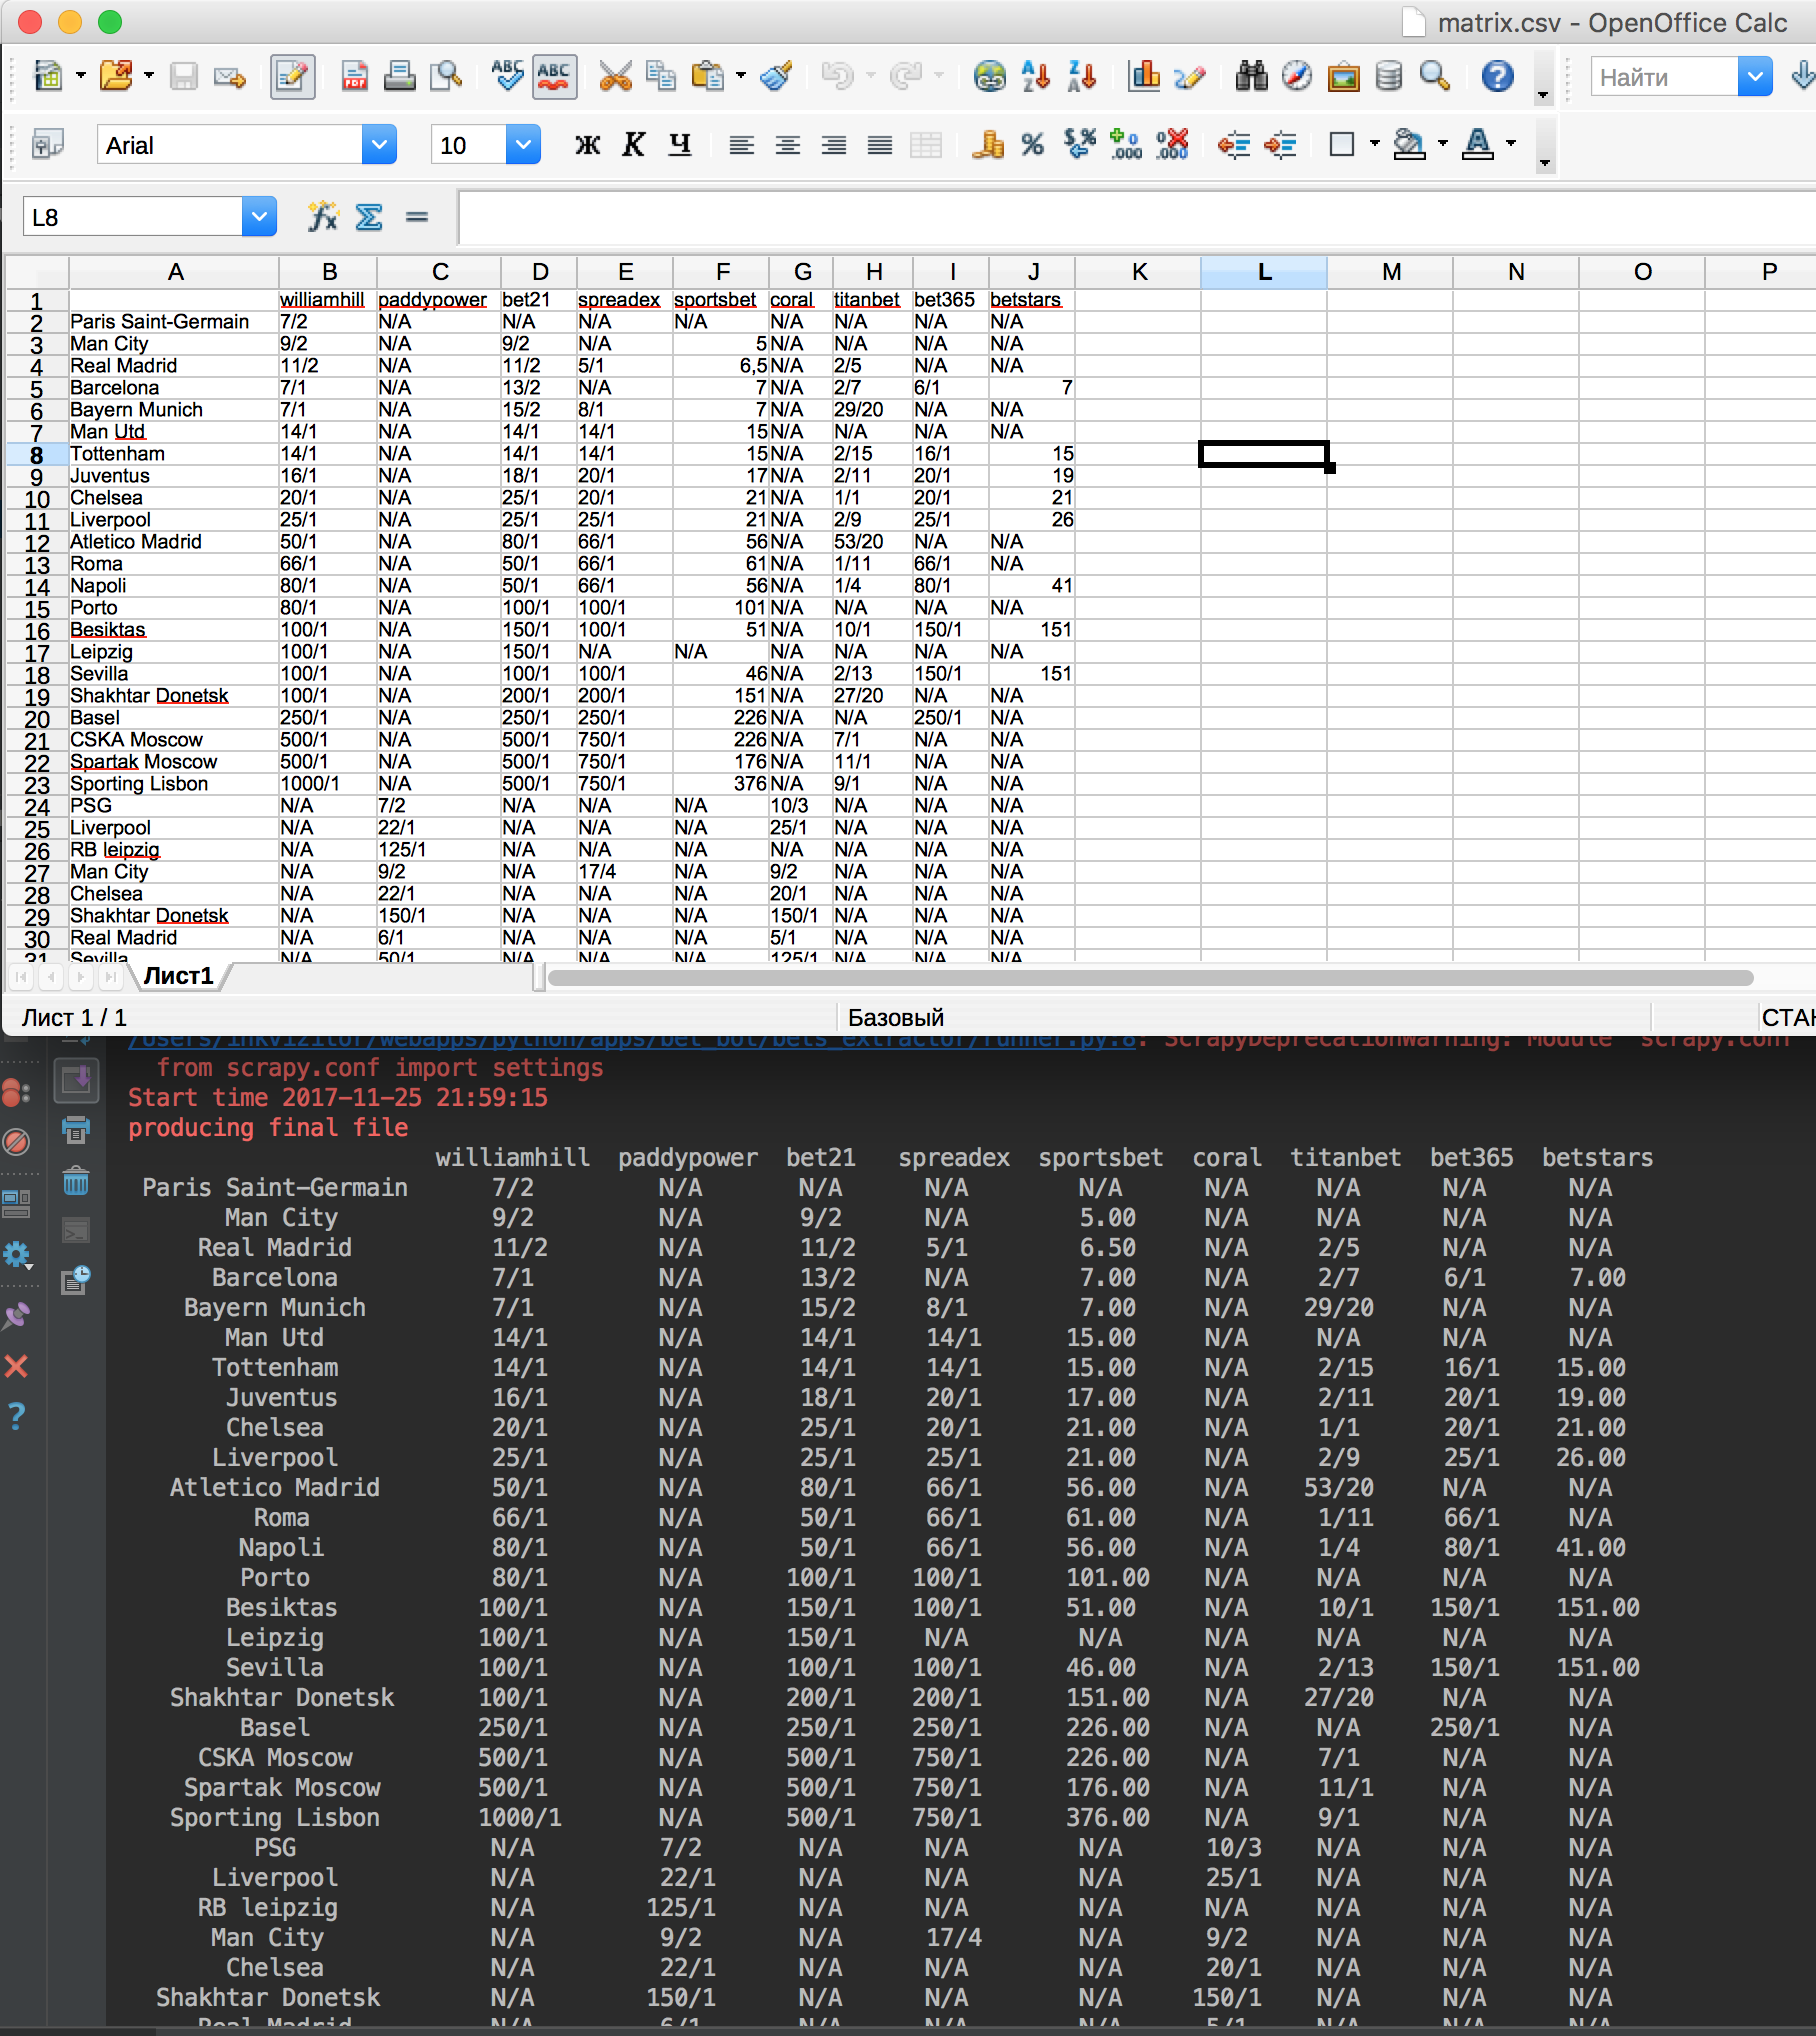 matrix.csv - OpenOffice Calc
Найти
Arial 10 Ж К Ч
L8
A B C D E F G H I J K L M N O P
1 williamhill paddypower bet21 spreadex sportsbet coral titanbet bet365 betstars
2 Paris Saint-Germain 7/2 N/A N/A N/A N/A N/A N/A N/A N/A
3 Man City 9/2 N/A 9/2 N/A 5 N/A N/A N/A N/A
4 Real Madrid 11/2 N/A 11/2 5/1 6,5 N/A 2/5 N/A N/A
5 Barcelona 7/1 N/A 13/2 N/A 7 N/A 2/7 6/1 7
6 Bayern Munich 7/1 N/A 15/2 8/1 7 N/A 29/20 N/A N/A
7 Man Utd 14/1 N/A 14/1 14/1 15 N/A N/A N/A N/A
8 Tottenham 14/1 N/A 14/1 14/1 15 N/A 2/15 16/1 15
9 Juventus 16/1 N/A 18/1 20/1 17 N/A 2/11 20/1 19
10 Chelsea 20/1 N/A 25/1 20/1 21 N/A 1/1 20/1 21
11 Liverpool 25/1 N/A 25/1 25/1 21 N/A 2/9 25/1 26
12 Atletico Madrid 50/1 N/A 80/1 66/1 56 N/A 53/20 N/A N/A
13 Roma 66/1 N/A 50/1 66/1 61 N/A 1/11 66/1 N/A
14 Napoli 80/1 N/A 50/1 66/1 56 N/A 1/4 80/1 41
15 Porto 80/1 N/A 100/1 100/1 101 N/A N/A N/A N/A
16 Besiktas 100/1 N/A 150/1 100/1 51 N/A 10/1 150/1 151
17 Leipzig 100/1 N/A 150/1 N/A N/A N/A N/A N/A N/A
18 Sevilla 100/1 N/A 100/1 100/1 46 N/A 2/13 150/1 151
19 Shakhtar Donetsk 100/1 N/A 200/1 200/1 151 N/A 27/20 N/A N/A
20 Basel 250/1 N/A 250/1 250/1 226 N/A N/A 250/1 N/A
21 CSKA Moscow 500/1 N/A 500/1 750/1 226 N/A 7/1 N/A N/A
22 Spartak Moscow 500/1 N/A 500/1 750/1 176 N/A 11/1 N/A N/A
23 Sporting Lisbon 1000/1 N/A 500/1 750/1 376 N/A 9/1 N/A N/A
24 PSG N/A 7/2 N/A N/A N/A 10/3 N/A N/A N/A
25 Liverpool N/A 22/1 N/A N/A N/A 25/1 N/A N/A N/A
26 RB leipzig N/A 125/1 N/A N/A N/A N/A N/A N/A N/A
27 Man City N/A 9/2 N/A 17/4 N/A 9/2 N/A N/A N/A
28 Chelsea N/A 22/1 N/A N/A N/A 20/1 N/A N/A N/A
29 Shakhtar Donetsk N/A 150/1 N/A N/A N/A 150/1 N/A N/A N/A
30 Real Madrid N/A 6/1 N/A N/A N/A 5/1 N/A N/A N/A
31 Sevilla N/A 50/1 N/A N/A N/A 125/1 N/A N/A N/A
Лист1
Лист 1 / 1 Базовый СТАН
/Users/inkvizitor/webapps/python/apps/bet_bot/bets_extractor/runner.py:8: ScrapyDeprecationWarning: Module `scrapy.conf`
from scrapy.conf import settings
Start time 2017-11-25 21:59:15
producing final file
williamhill paddypower bet21 spreadex sportsbet coral titanbet bet365 betstars
Paris Saint-Germain 7/2 N/A N/A N/A N/A N/A N/A N/A N/A
Man City 9/2 N/A 9/2 N/A 5.00 N/A N/A N/A N/A
Real Madrid 11/2 N/A 11/2 5/1 6.50 N/A 2/5 N/A N/A
Barcelona 7/1 N/A 13/2 N/A 7.00 N/A 2/7 6/1 7.00
Bayern Munich 7/1 N/A 15/2 8/1 7.00 N/A 29/20 N/A N/A
Man Utd 14/1 N/A 14/1 14/1 15.00 N/A N/A N/A N/A
Tottenham 14/1 N/A 14/1 14/1 15.00 N/A 2/15 16/1 15.00
Juventus 16/1 N/A 18/1 20/1 17.00 N/A 2/11 20/1 19.00
Chelsea 20/1 N/A 25/1 20/1 21.00 N/A 1/1 20/1 21.00
Liverpool 25/1 N/A 25/1 25/1 21.00 N/A 2/9 25/1 26.00
Atletico Madrid 50/1 N/A 80/1 66/1 56.00 N/A 53/20 N/A N/A
Roma 66/1 N/A 50/1 66/1 61.00 N/A 1/11 66/1 N/A
Napoli 80/1 N/A 50/1 66/1 56.00 N/A 1/4 80/1 41.00
Porto 80/1 N/A 100/1 100/1 101.00 N/A N/A N/A N/A
Besiktas 100/1 N/A 150/1 100/1 51.00 N/A 10/1 150/1 151.00
Leipzig 100/1 N/A 150/1 N/A N/A N/A N/A N/A N/A
Sevilla 100/1 N/A 100/1 100/1 46.00 N/A 2/13 150/1 151.00
Shakhtar Donetsk 100/1 N/A 200/1 200/1 151.00 N/A 27/20 N/A N/A
Basel 250/1 N/A 250/1 250/1 226.00 N/A N/A 250/1 N/A
CSKA Moscow 500/1 N/A 500/1 750/1 226.00 N/A 7/1 N/A N/A
Spartak Moscow 500/1 N/A 500/1 750/1 176.00 N/A 11/1 N/A N/A
Sporting Lisbon 1000/1 N/A 500/1 750/1 376.00 N/A 9/1 N/A N/A
PSG N/A 7/2 N/A N/A N/A 10/3 N/A N/A N/A
Liverpool N/A 22/1 N/A N/A N/A 25/1 N/A N/A N/A
RB leipzig N/A 125/1 N/A N/A N/A N/A N/A N/A N/A
Man City N/A 9/2 N/A 17/4 N/A 9/2 N/A N/A N/A
Chelsea N/A 22/1 N/A N/A N/A 20/1 N/A N/A N/A
Shakhtar Donetsk N/A 150/1 N/A N/A N/A 150/1 N/A N/A N/A
Real Madrid N/A 6/1 N/A N/A N/A 5/1 N/A N/A N/A